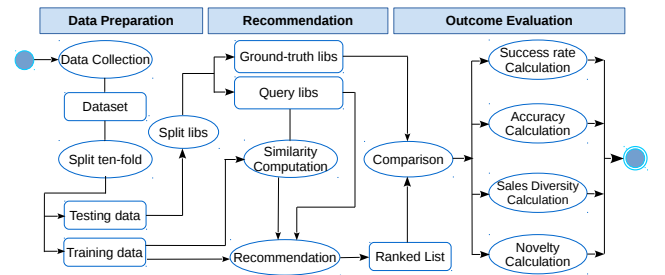 Data Preparation
Recommendation
Outcome Evaluation
Data Collection
Dataset
Split ten-fold
Testing data
Training data
Split libs
Ground-truth libs
Query libs
Similarity
Computation
Recommendation
Comparison
Ranked List
Success rate
Calculation
Accuracy
Calculation
Sales Diversity
Calculation
Novelty
Calculation